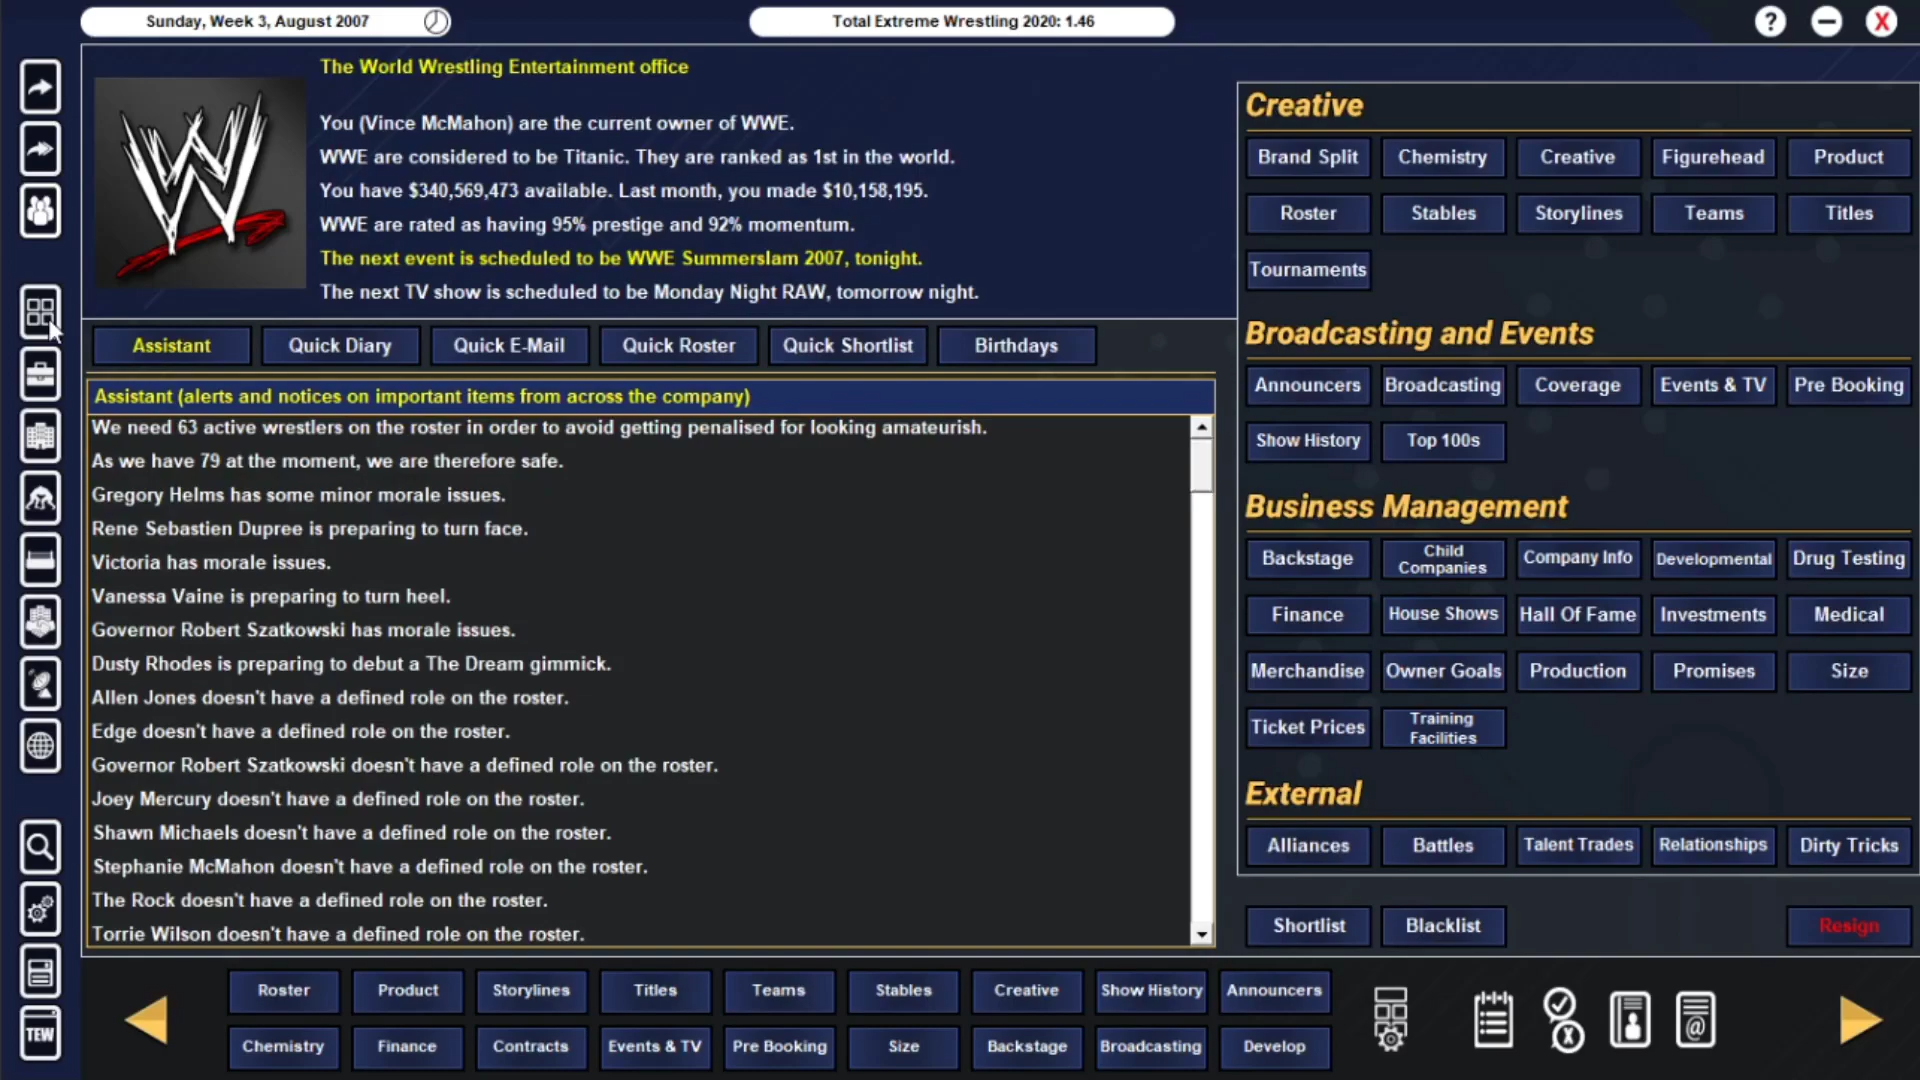 Sunday, Week 3, August 2007
Total Extreme Wrestling 2020: 1.46
?
X
The World Wrestling Entertainment office
You (Vince McMahon) are the current owner of WWE.
WWE are considered to be Titanic. They are ranked as 1st in the world.
You have $340,569,473 available. Last month, you made $10,158,195.
WWE are rated as having 95% prestige and 92% momentum.
The next event is scheduled to be WWE Summerslam 2007, tonight.
The next TV show is scheduled to be Monday Night RAW, tomorrow night.
Assistant Quick Diary Quick E-Mail Quick Roster Quick Shortlist Birthdays
Assistant (alerts and notices on important items from across the company)
We need 63 active wrestlers on the roster in order to avoid getting penalised for looking amateurish.
As we have 79 at the moment, we are therefore safe.
Gregory Helms has some minor morale issues.
Rene Sebastien Dupree is preparing to turn face.
Victoria has morale issues.
Vanessa Vaine is preparing to turn heel.
Governor Robert Szatkowski has morale issues.
Dusty Rhodes is preparing to debut a The Dream gimmick.
Allen Jones doesn't have a defined role on the roster.
Edge doesn't have a defined role on the roster.
Governor Robert Szatkowski doesn't have a defined role on the roster.
Joey Mercury doesn't have a defined role on the roster.
Shawn Michaels doesn't have a defined role on the roster.
Stephanie McMahon doesn't have a defined role on the roster.
The Rock doesn't have a defined role on the roster.
Torrie Wilson doesn't have a defined role on the roster.
Creative
Brand Split Chemistry Creative Figurehead Product
Roster Stables Storylines Teams Titles
Tournaments
Broadcasting and Events
Announcers Broadcasting Coverage Events & TV Pre Booking
Show History Top 100s
Business Management
Backstage Child Companies Company Info Developmental Drug Testing
Finance House Shows Hall Of Fame Investments Medical
Merchandise Owner Goals Production Promises Size
Ticket Prices Training Facilities
External
Alliances Battles Talent Trades Relationships Dirty Tricks
Shortlist Blacklist Resign
TEW
Roster Product Storylines Titles Teams Stables Creative Show History Announcers
Chemistry Finance Contracts Events & TV Pre Booking Size Backstage Broadcasting Develop